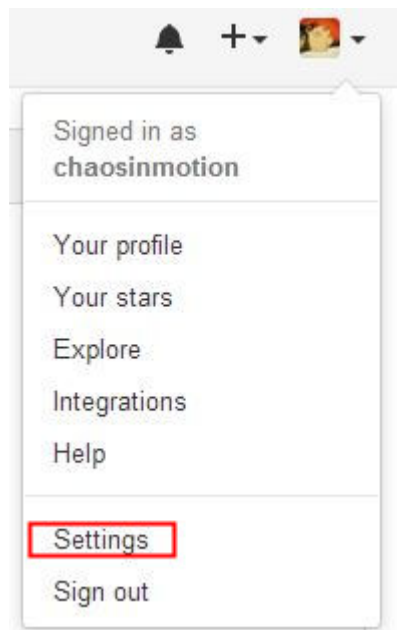 Signed in as
chaosinmotion
Your profile
Your stars
Explore
Integrations
Help
Settings
Sign out